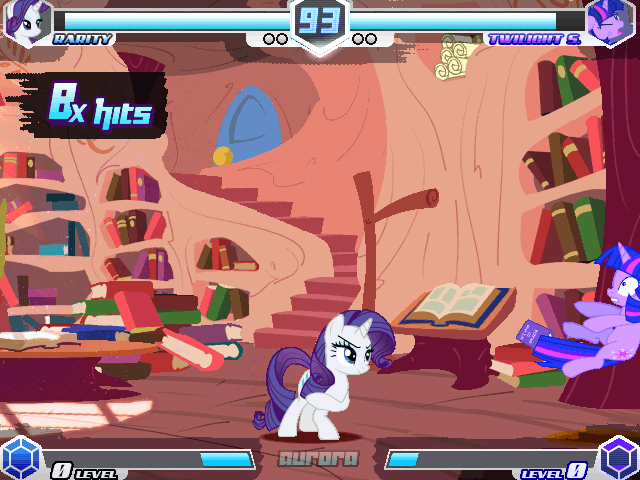 93
RARITY
TWILIGHT S.
8x hits
0 LEVEL
aurora
LEVEL 0